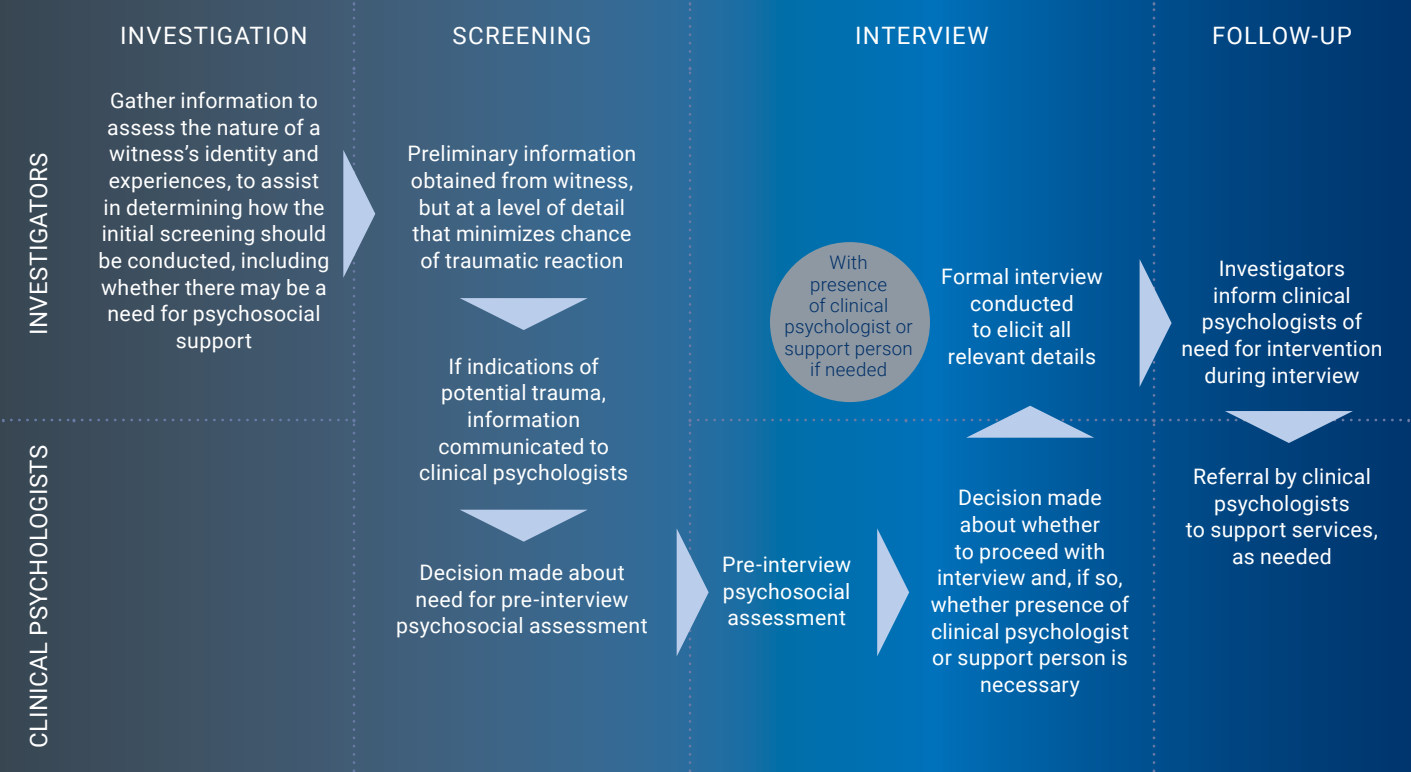 INVESTIGATION
SCREENING
INTERVIEW
FOLLOW-UP
INVESTIGATORS
Gather information to
assess the nature of a
witness's identity and
experiences, to assist
in determining how the
initial screening should
be conducted, including
whether there may be a
need for psychosocial
support
Preliminary information
obtained from witness,
but at a level of detail
that minimizes chance
of traumatic reaction
If indications of
potential trauma,
information
communicated to
clinical psychologists
With
presence
of clinical
psychologist or
support person
if needed
Formal interview
conducted
to elicit all
relevant details
Investigators
inform clinical
psychologists of
need for intervention
during interview
CLINICAL PSYCHOLOGISTS
Decision made about
need for pre-interview
psychosocial assessment
Pre-interview
psychosocial
assessment
Decision made
about whether
to proceed with
interview and, if so,
whether presence of
clinical psychologist
or support person is
necessary
Referral by clinical
psychologists
to support services,
as needed